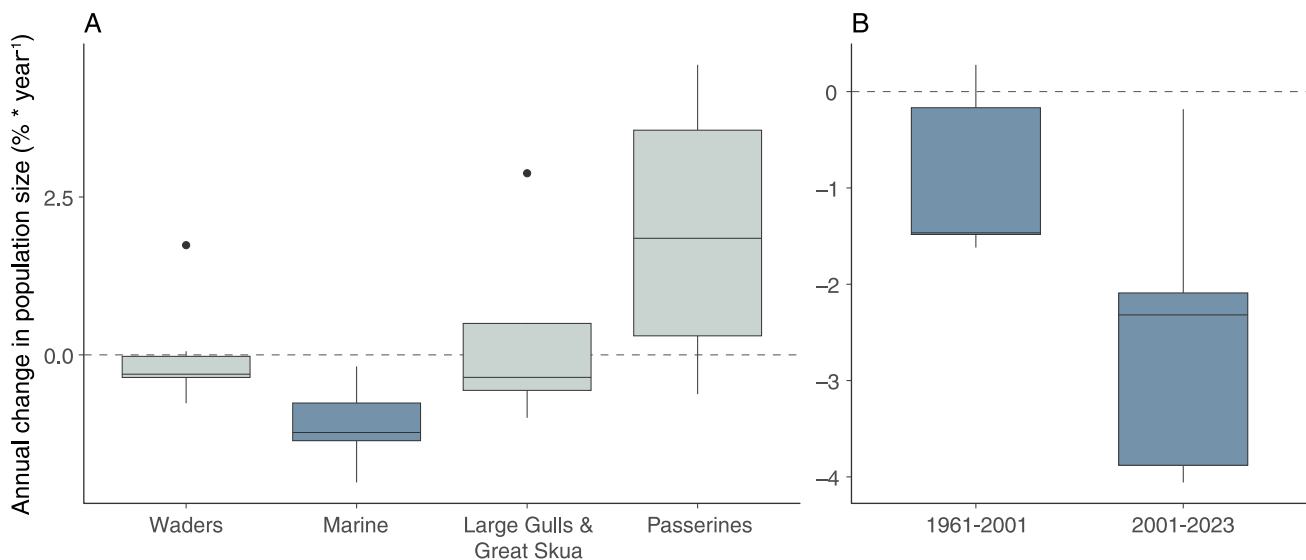 A
B
Annual change in population size (% * year⁻¹)
2.5
0.0
Waders
Marine
Large Gulls &
Great Skua
Passerines
0
−1
−2
−3
−4
1961-2001
2001-2023